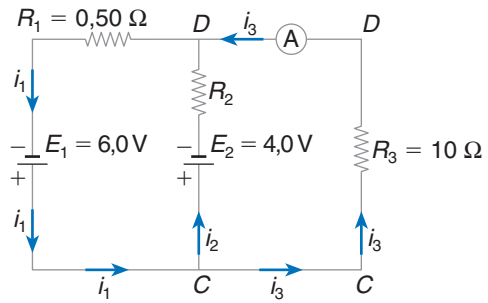 R₁ = 0,50 Ω
D
i₃
A
D
i₁
R₂
− E₁ = 6,0 V
+
− E₂ = 4,0 V
+
R₃ = 10 Ω
i₁
i₂
i₃
i₁
C
i₃
C